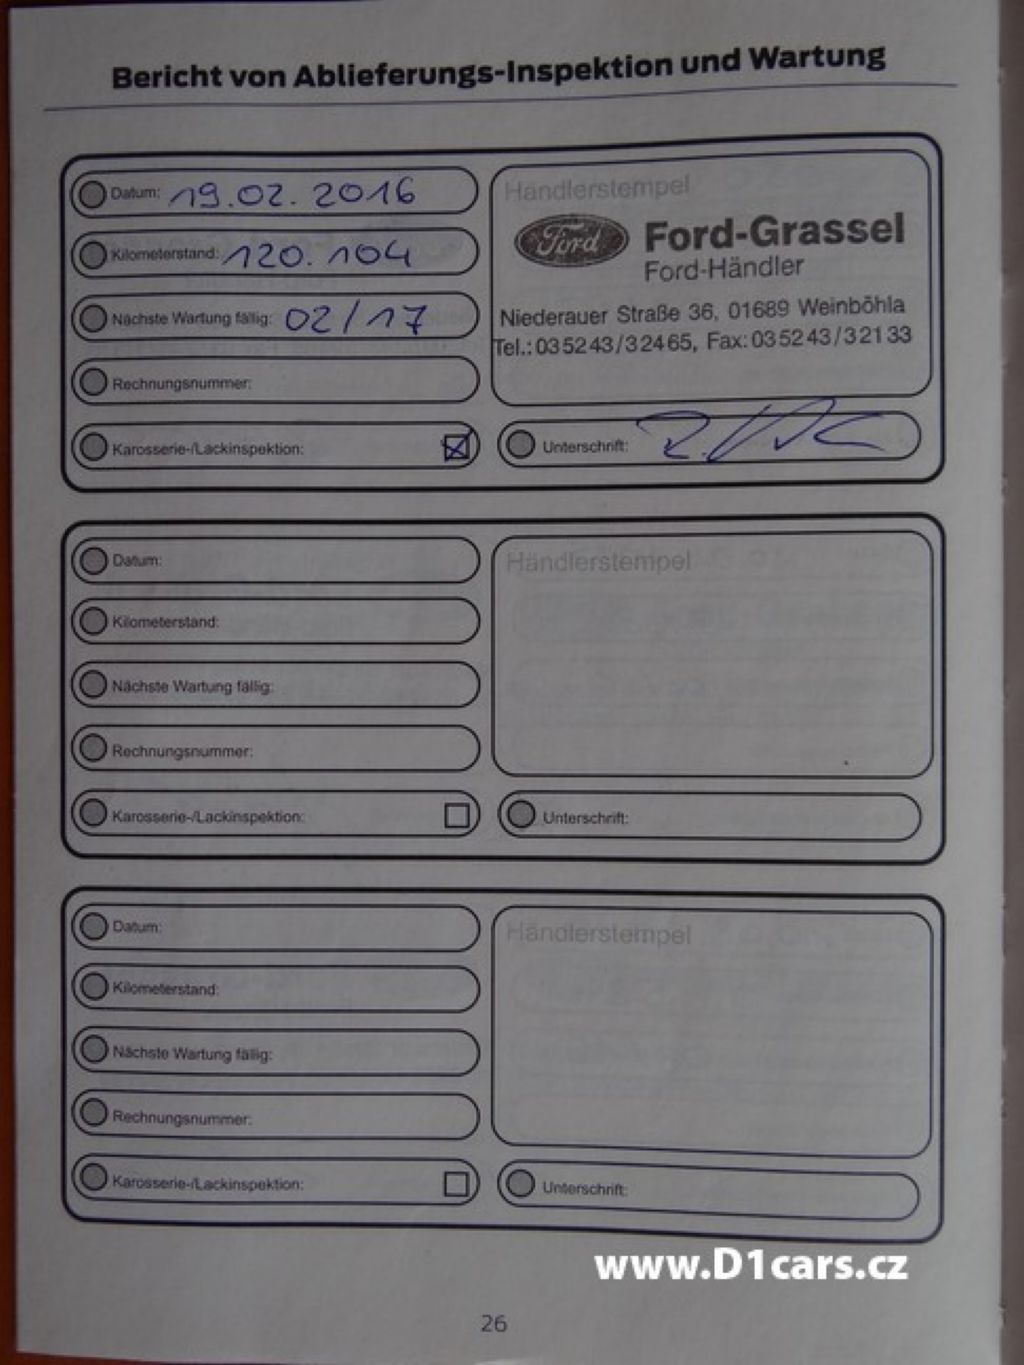 Bericht von Ablieferungs-Inspektion und Wartung
Datum: 19.02.2016
Kilometerstand: 120.104
Nächste Wartung fällig: 02/17
Rechnungsnummer:
Karosserie-/Lackinspektion:
Händlerstempel
Ford
Ford-Grassel
Ford-Händler
Niederauer Straße 36, 01689 Weinböhla
Tel.: 035243/32465, Fax: 035243/32133
Unterschrift:
Datum:
Kilometerstand:
Nächste Wartung fällig:
Rechnungsnummer:
Karosserie-/Lackinspektion:
Händlerstempel
Unterschrift:
Datum:
Kilometerstand:
Nächste Wartung fällig:
Rechnungsnummer:
Karosserie-/Lackinspektion:
Händlerstempel
Unterschrift:
www.D1cars.cz
26